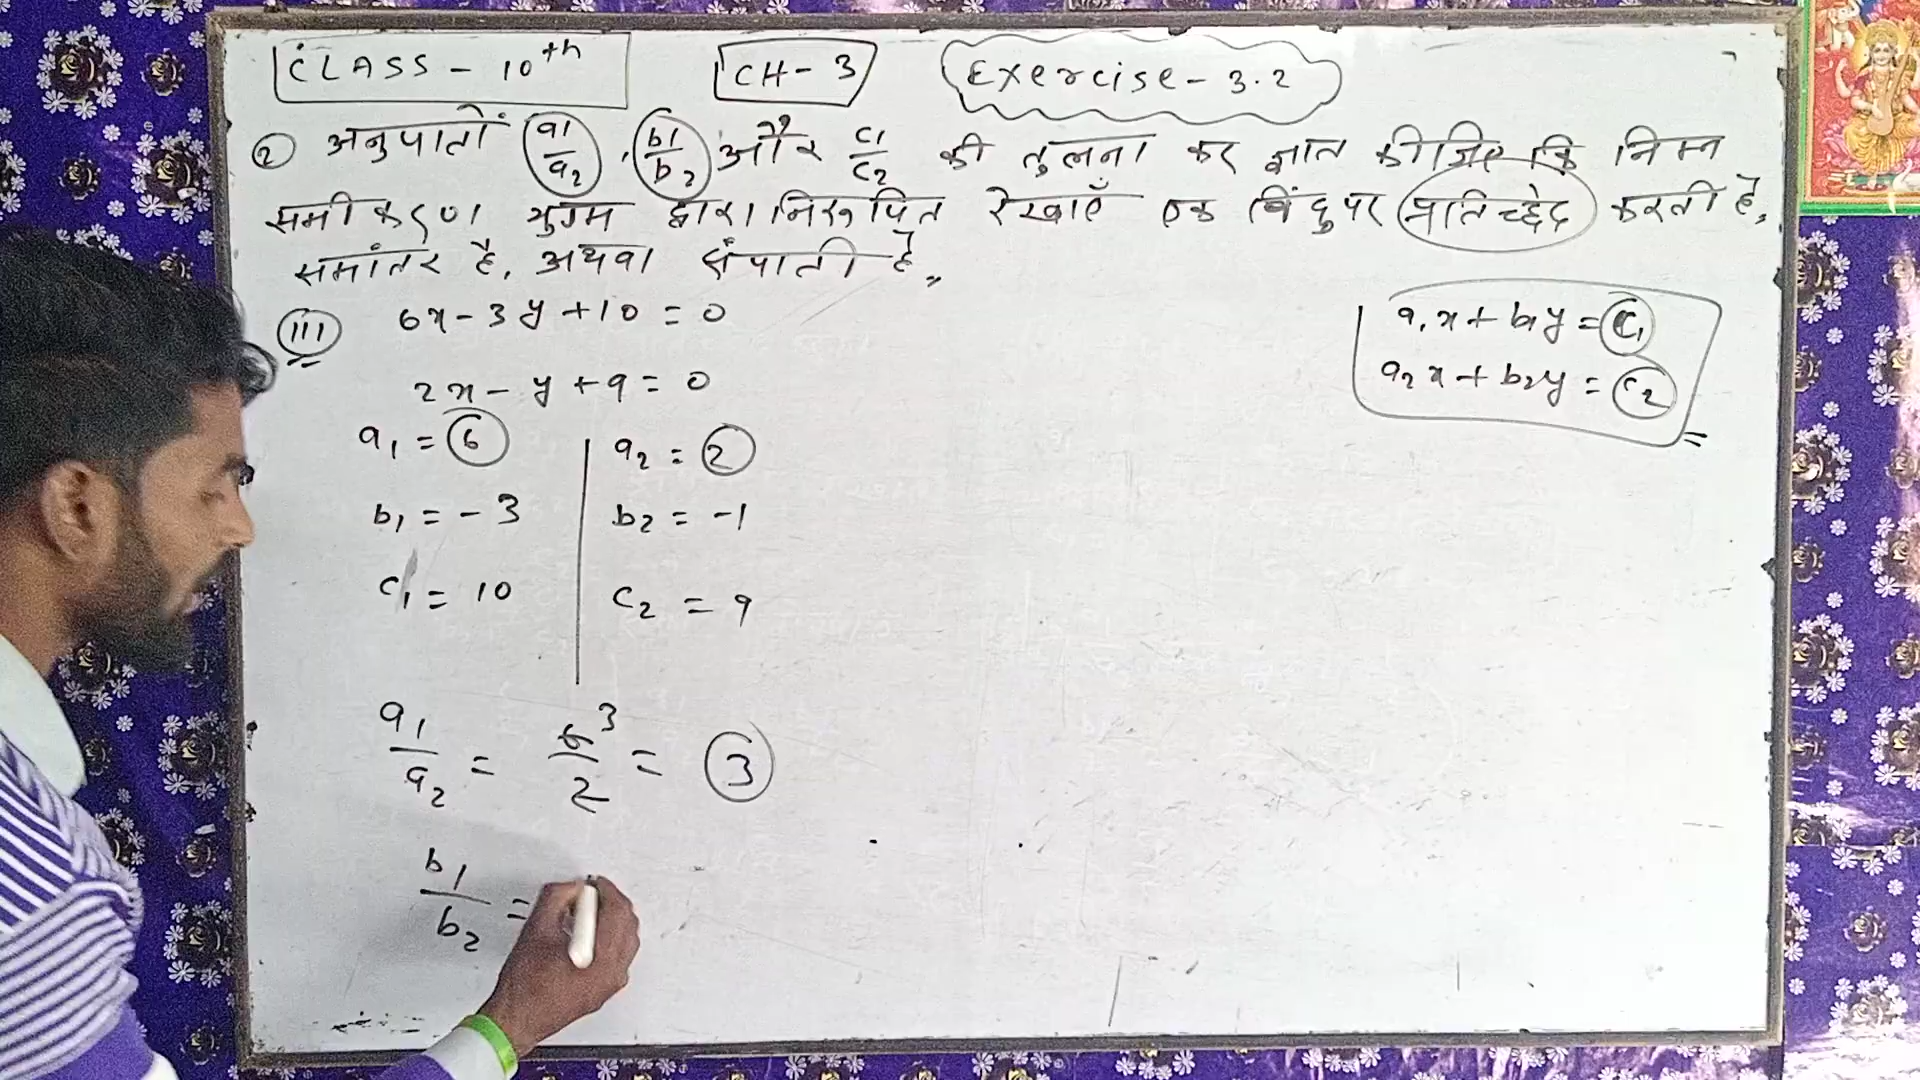 CLASS - 10th CH - 3 Exercise - 3.2
② अनुपातों a1/a2 , b1/b2 और c1/c2 की तुलना कर ज्ञात कीजिए कि निम्न
समीकरण युग्म द्वारा निरूपित रेखाएँ एक बिंदु पर प्रतिच्छेद करती है,
समांतर है, अथवा संपाती है,,
III 6x - 3y + 10 = 0
2x - y + 9 = 0
a1x + b1y = c1
a2x + b2y = c2
a1 = 6 a2 = 2
b1 = - 3 b2 = -1
c1 = 10 c2 = 9
a1/a2 = 6/2 3 = 3
b1/b2 =